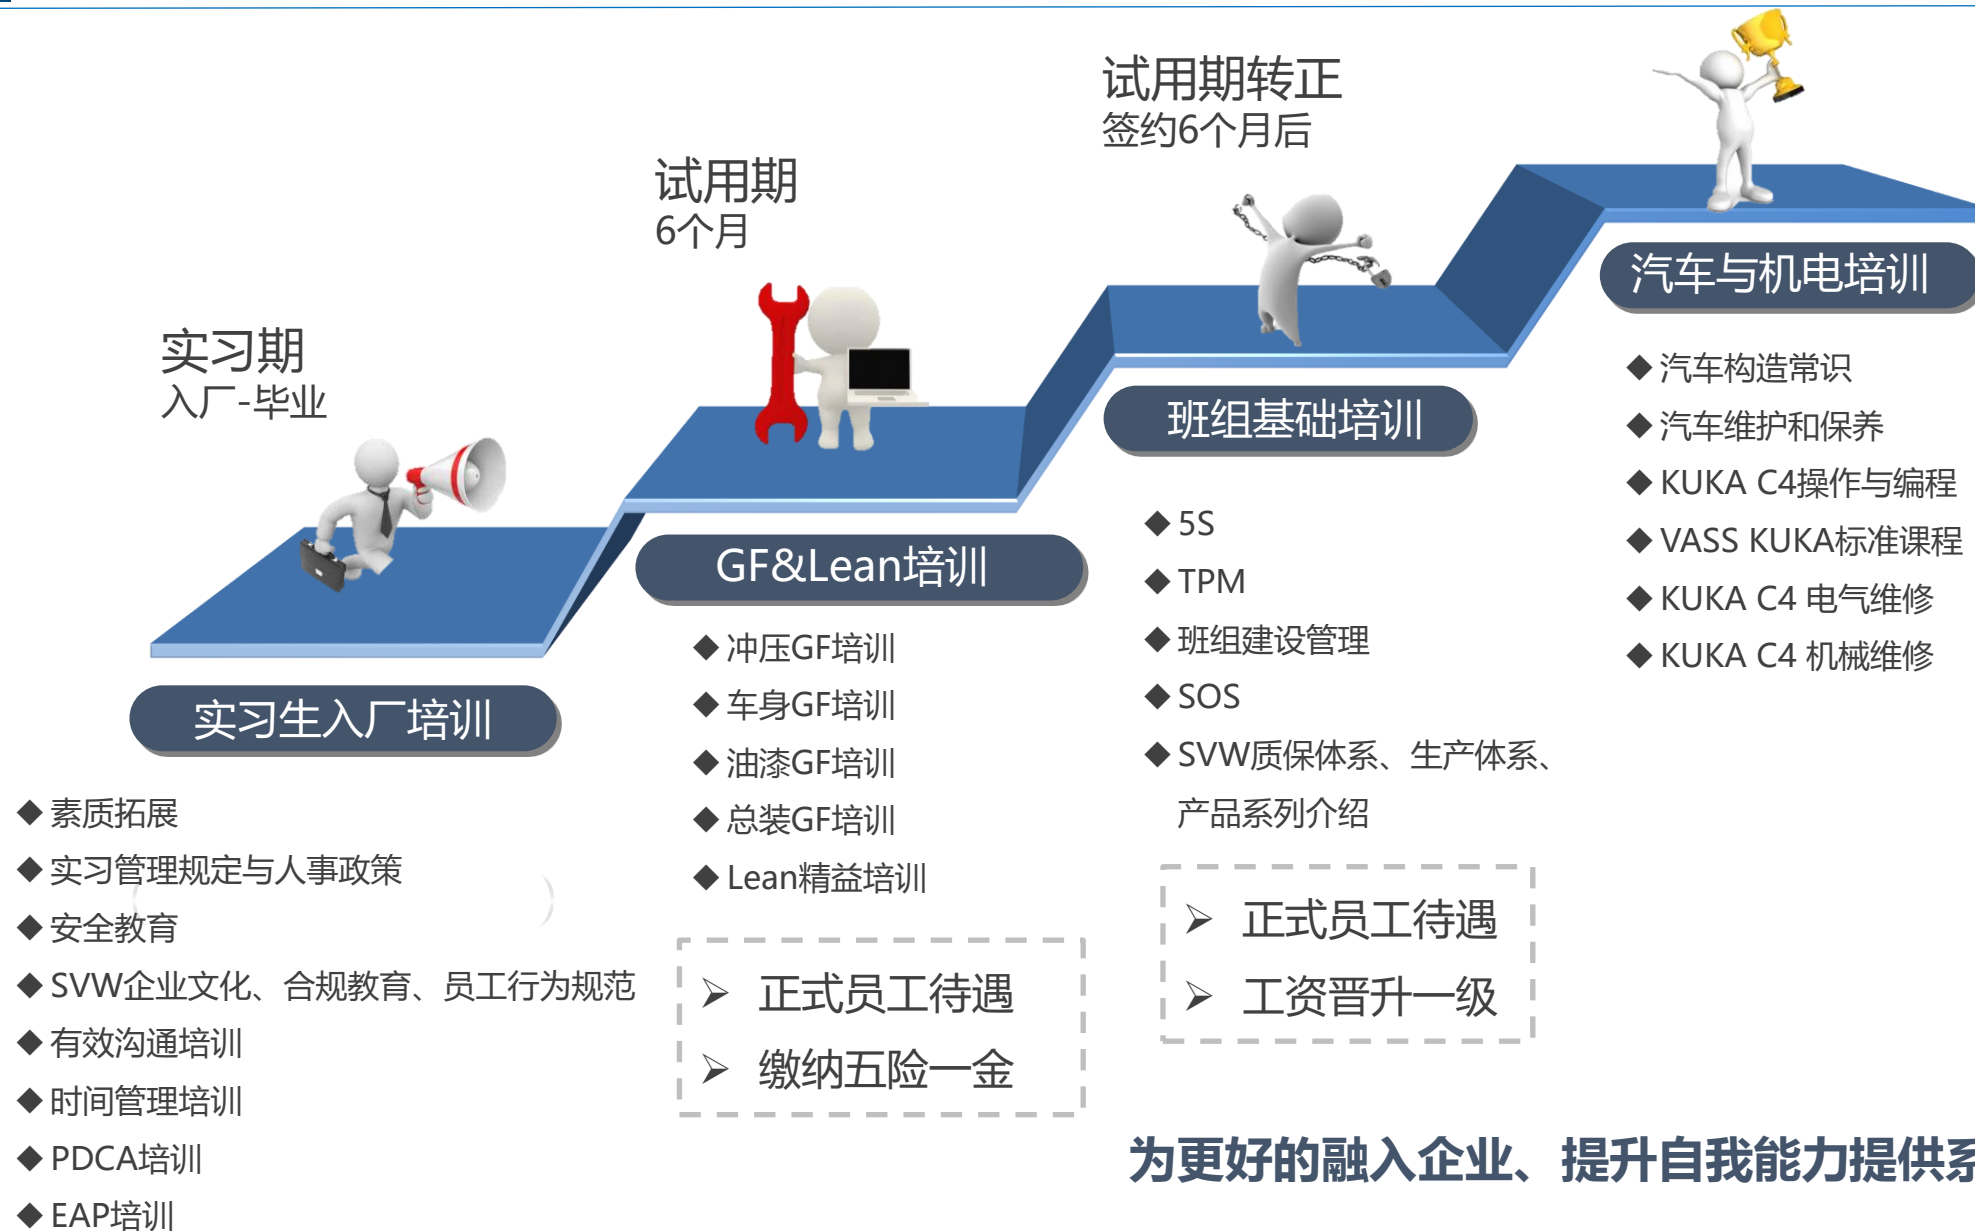 实习期
入厂-毕业
实习生入厂培训
◆素质拓展
◆实习管理规定与人事政策
◆安全教育
◆SVW企业文化、合规教育、员工行为规范
◆有效沟通培训
◆时间管理培训
◆PDCA培训
◆EAP培训
试用期
6个月
GF&Lean培训
◆冲压GF培训
◆车身GF培训
◆油漆GF培训
◆总装GF培训
◆Lean精益培训
➢ 正式员工待遇
➢ 缴纳五险一金
试用期转正
签约6个月后
班组基础培训
◆5S
◆TPM
◆班组建设管理
◆SOS
◆SVW质保体系、生产体系、
产品系列介绍
➢ 正式员工待遇
➢ 工资晋升一级
汽车与机电培训
◆汽车构造常识
◆汽车维护和保养
◆KUKA C4操作与编程
◆VASS KUKA标准课程
◆KUKA C4 电气维修
◆KUKA C4 机械维修
为更好的融入企业、提升自我能力提供系